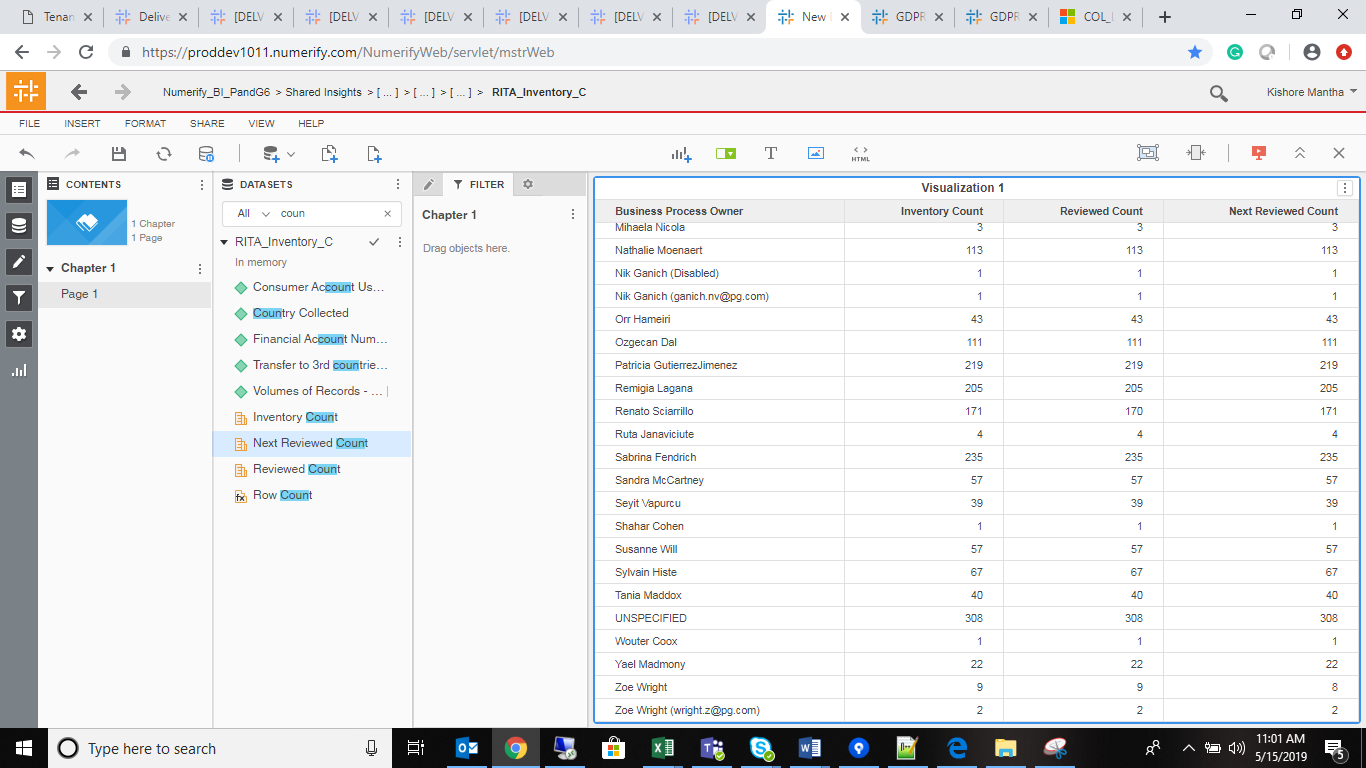 Tenan
Delive
[DELV
[DELV
[DELV
[DELV
[DELV
[DELV
New
GDPR
GDPR
COL_
https://proddev1011.numerify.com/NumerifyWeb/servlet/mstrWeb
Numerify_BI_PandG6 > Shared Insights > [ ... ] > [ ... ] > [ ... ] > RITA_Inventory_C
Kishore Mantha
FILE INSERT FORMAT SHARE VIEW HELP
HTML
CONTENTS
1 Chapter
1 Page
Chapter 1
Page 1
DATASETS
All coun
RITA_Inventory_C
In memory
Consumer Account Us...
Country Collected
Financial Account Num...
Transfer to 3rd countrie...
Volumes of Records - ...
Inventory Count
Next Reviewed Count
Reviewed Count
fx Row Count
FILTER
Chapter 1
Drag objects here.
Visualization 1
Business Process Owner Inventory Count Reviewed Count Next Reviewed Count
Mihaela Nicola 3 3 3
Nathalie Moenaert 113 113 113
Nik Ganich (Disabled) 1 1 1
Nik Ganich (ganich.nv@pg.com) 1 1 1
Orr Hameiri 43 43 43
Ozgecan Dal 111 111 111
Patricia GutierrezJimenez 219 219 219
Remigia Lagana 205 205 205
Renato Sciarrillo 171 170 171
Ruta Janaviciute 4 4 4
Sabrina Fendrich 235 235 235
Sandra McCartney 57 57 57
Seyit Vapurcu 39 39 39
Shahar Cohen 1 1 1
Susanne Will 57 57 57
Sylvain Histe 67 67 67
Tania Maddox 40 40 40
UNSPECIFIED 308 308 308
Wouter Coox 1 1 1
Yael Madmony 22 22 22
Zoe Wright 9 9 8
Zoe Wright (wright.z@pg.com) 2 2 2
Type here to search
11:01 AM
5/15/2019
5